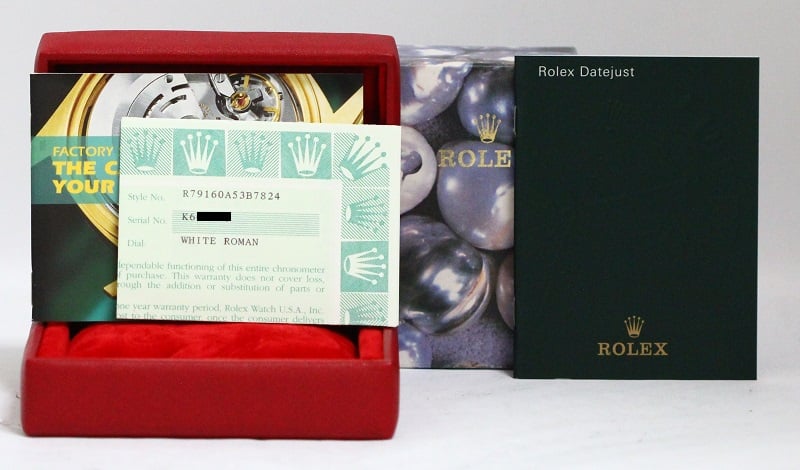 FACTORY
THE C
YOUR
Style No. R79160A53B7824
Serial No. K6
Dial: WHITE ROMAN
ependable functioning of this entire chronometer
f purchase. This warranty does not cover loss,
rough the addition or substitution of parts or
one year warranty period, Rolex Watch U.S.A., Inc.
ost to the consumer, once the consumer delivers
ROLE
Rolex Datejust
ROLEX